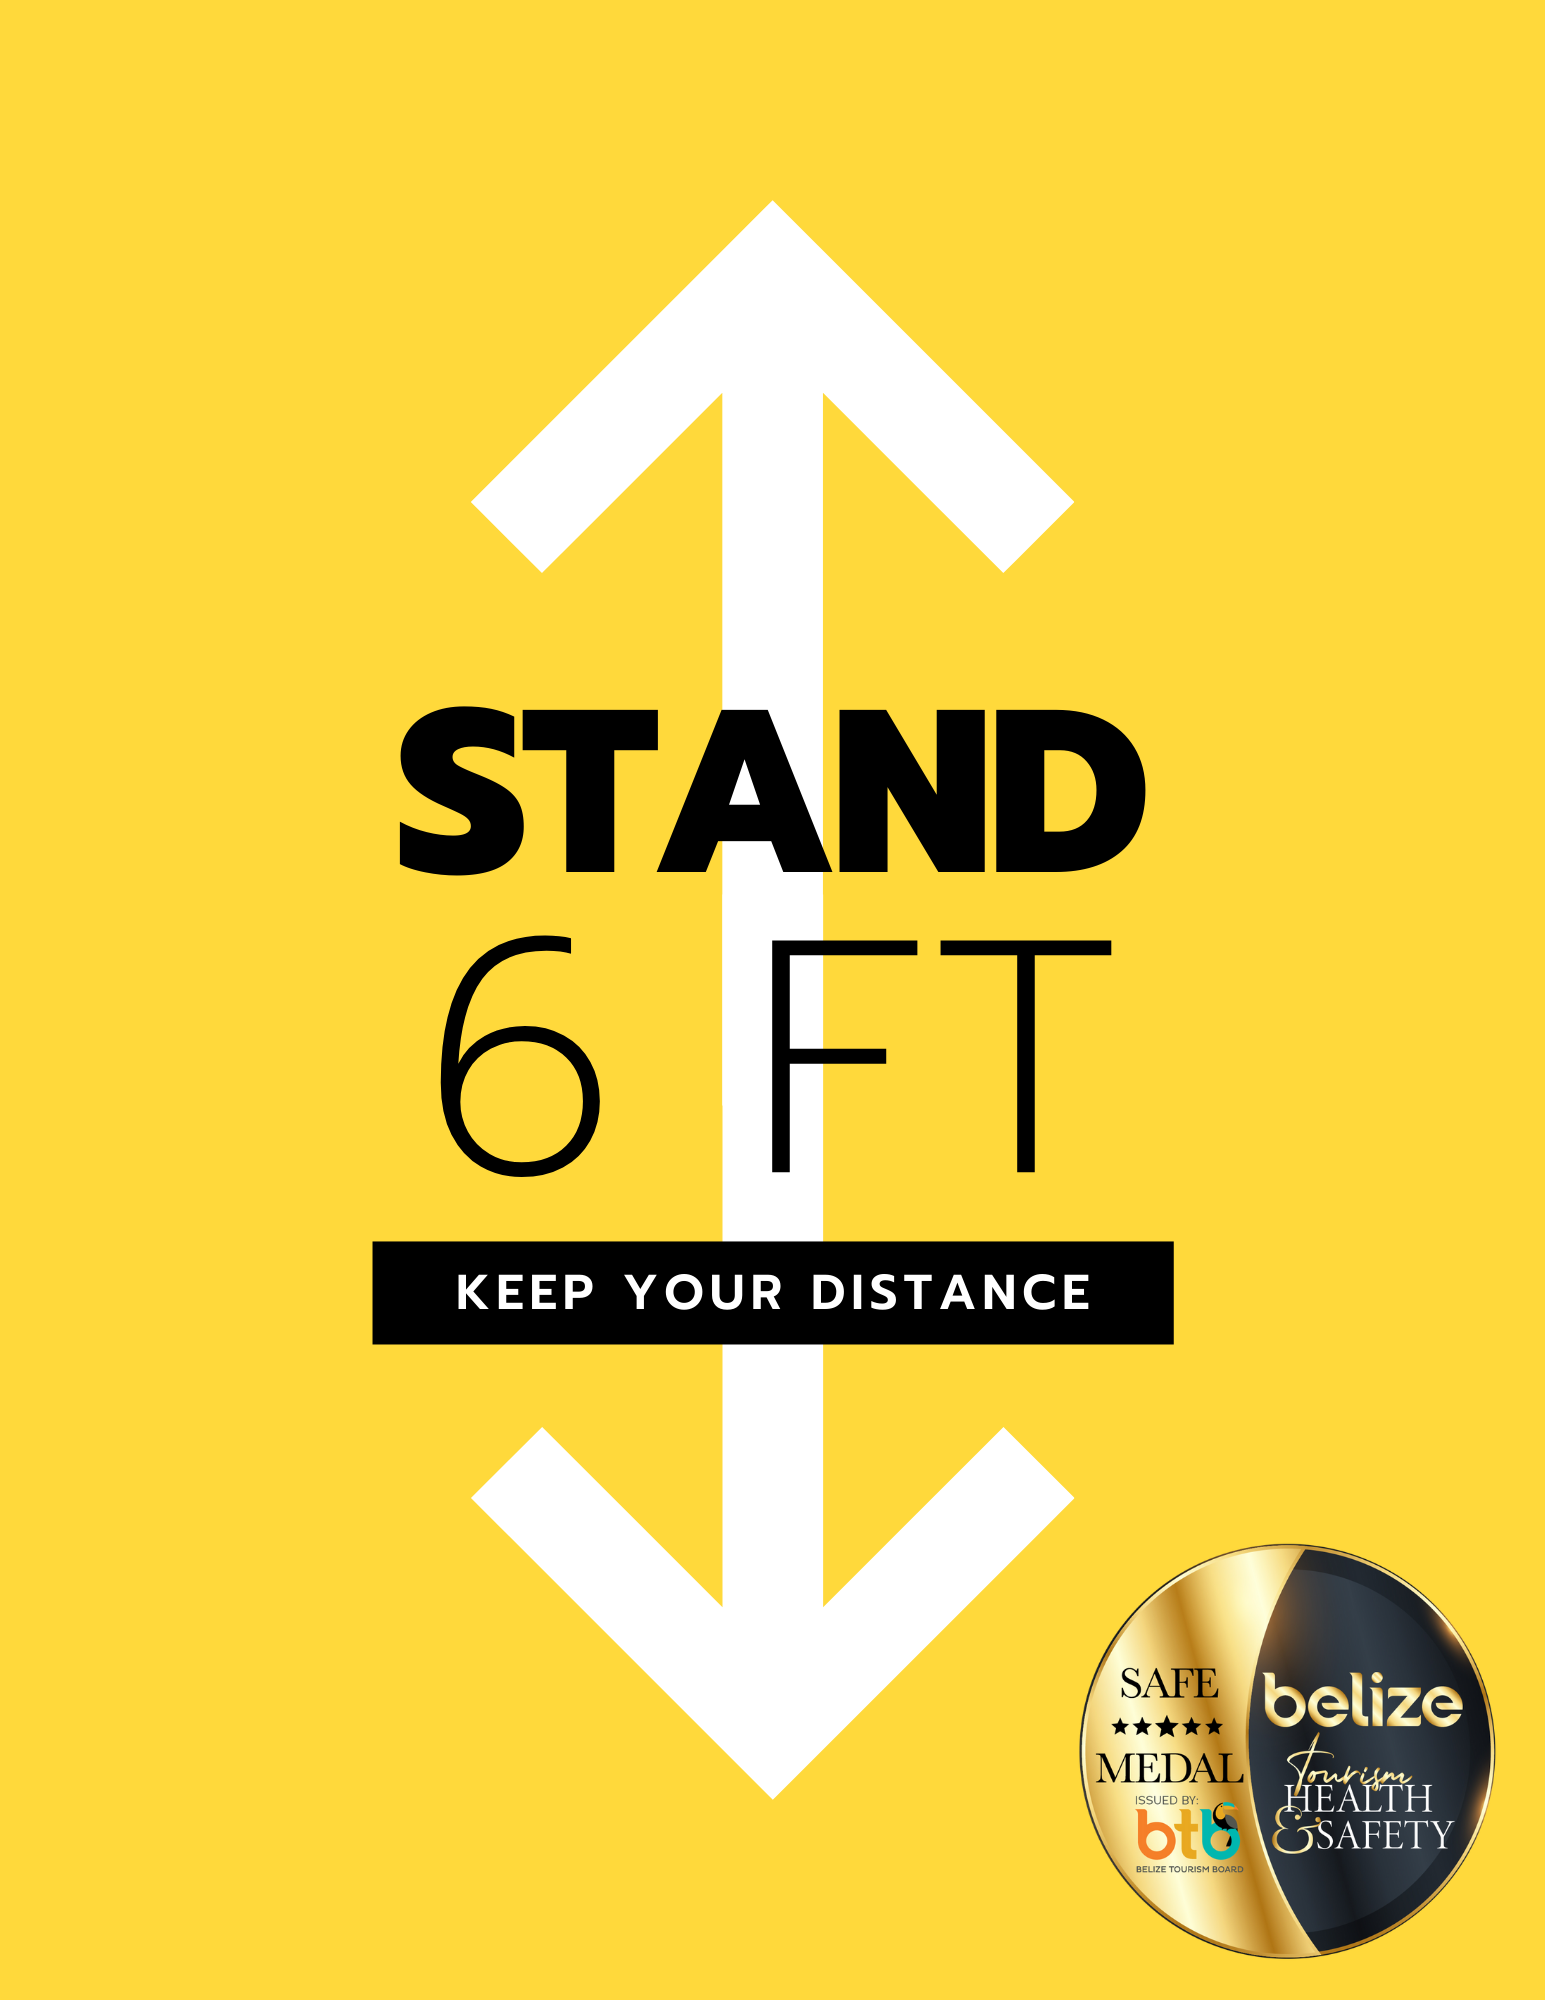 STAND
6 FT
KEEP YOUR DISTANCE
SAFE
MEDAL
ISSUED BY:
btb
BELIZE TOURISM BOARD
belize
Tourism
HEALTH
&SAFETY